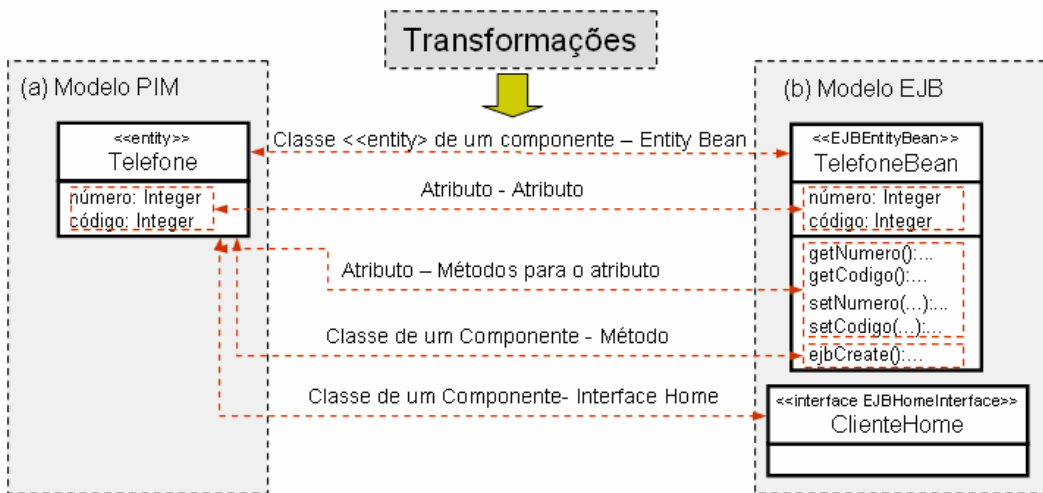 Transformações
(a) Modelo PIM
<<entity>>
Telefone
número: Integer
código: Integer
Classe <<entity> de um componente – Entity Bean
Atributo - Atributo
Atributo – Métodos para o atributo
Classe de um Componente - Método
Classe de um Componente- Interface Home
(b) Modelo EJB
<<EJBEntityBean>>
TelefoneBean
número: Integer
código: Integer
getNumero():...
getCodigo():...
setNumero(...):...
setCodigo(...):...
ejbCreate():...
<<interface EJBHomeInterface>>
ClienteHome